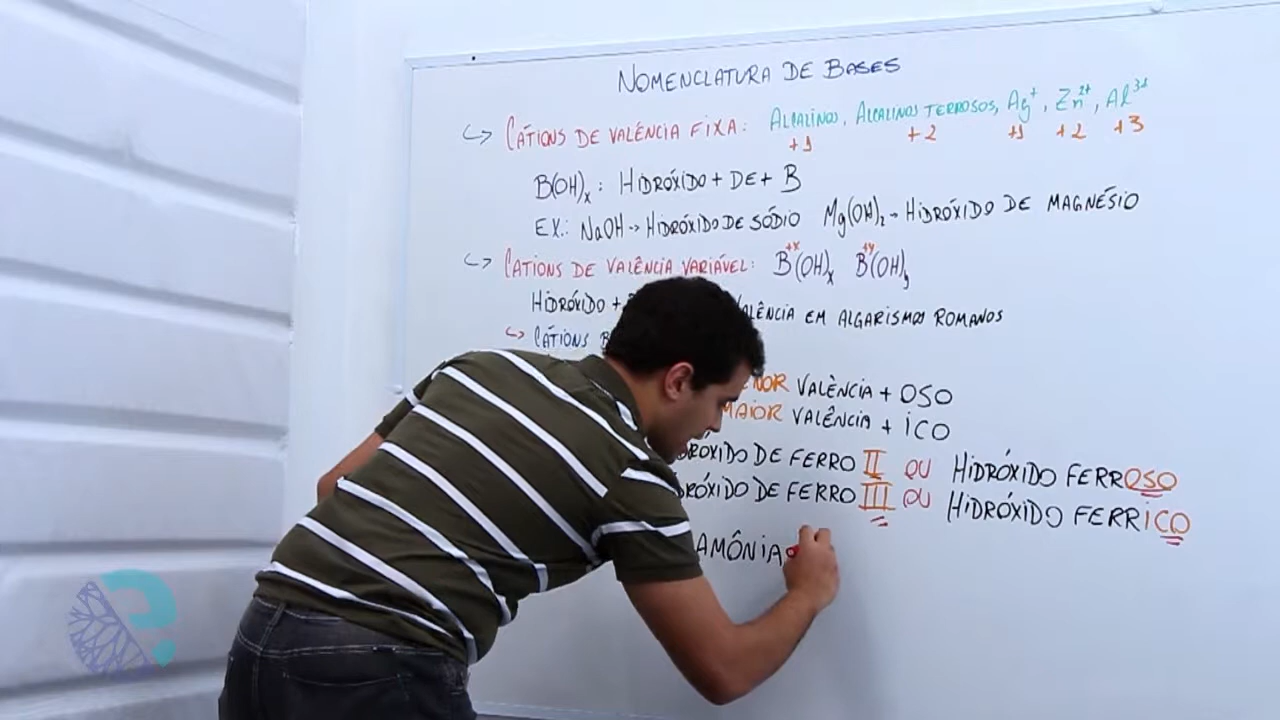 NOMENCLATURA DE BASES
↳ CÁTIONS DE VALÊNCIA FIXA: ALCALINOS, ALCALINOS TERROSOS, Ag⁺, Zn²⁺, Al³⁺
+1 +2 +1 +2 +3
B(OH)ₓ: HIDRÓXIDO + DE + B
EX.: NaOH → HIDRÓXIDO DE SÓDIO Mg(OH)₂ → HIDRÓXIDO DE MAGNÉSIO
↳ CÁTIONS DE VALÊNCIA VARIÁVEL: B⁺ˣ(OH)ₓ B⁺ʸ(OH)ᵧ
HIDRÓXIDO + VALÊNCIA EM ALGARISMOS ROMANOS
↳ CÁTIONS
VALÊNCIA + OSO
MAIOR VALÊNCIA + ICO
DE FERRO II OU HIDRÓXIDO FERROSO
DE FERRO III OU HIDRÓXIDO FERRICO
AMÔNIA